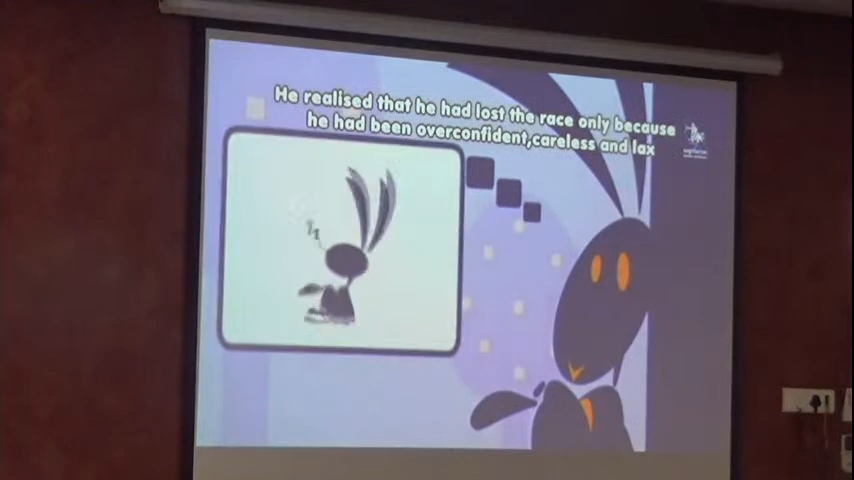 He realised that he had lost the race only because
he had been overconfident,careless and lax